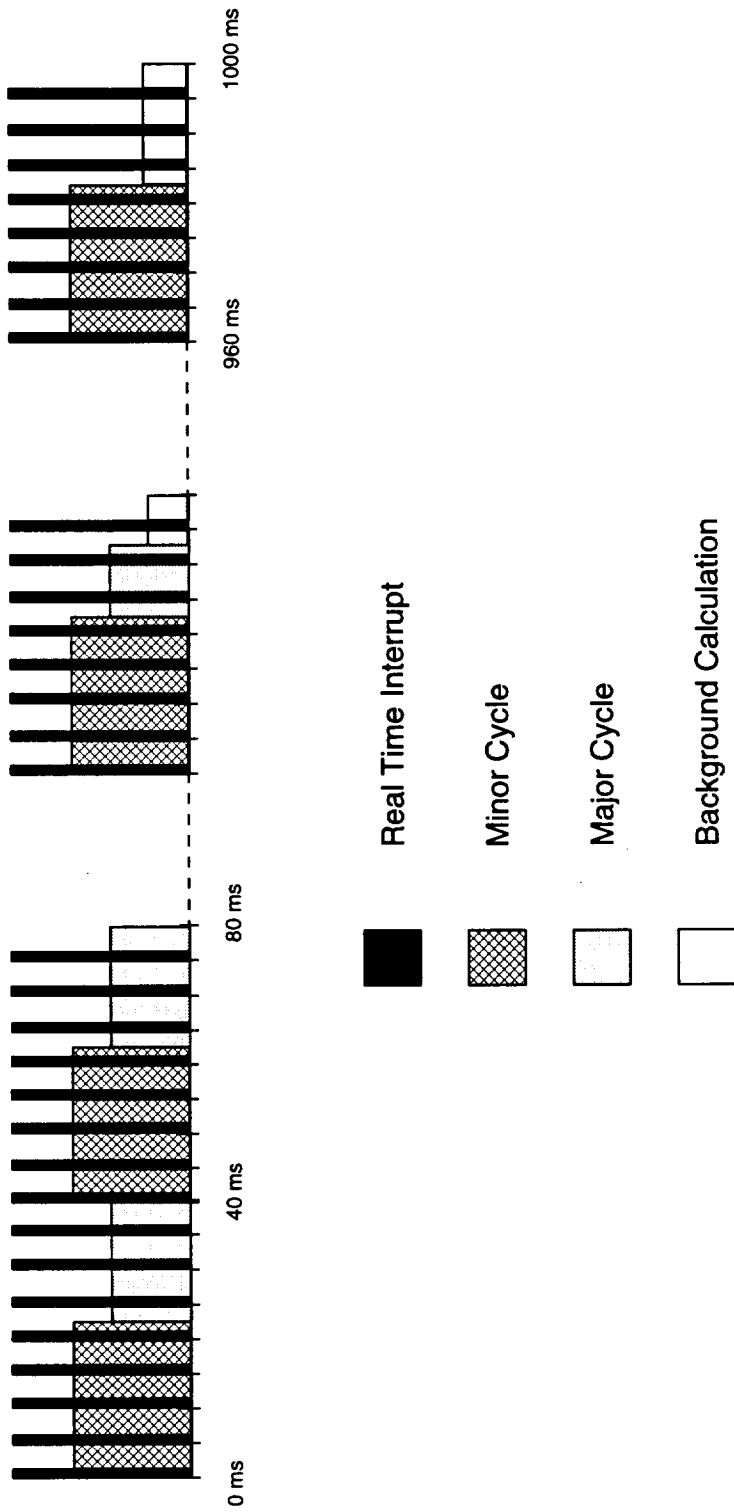 0 ms
40 ms
80 ms
960 ms
1000 ms
Real Time Interrupt
Minor Cycle
Major Cycle
Background Calculation